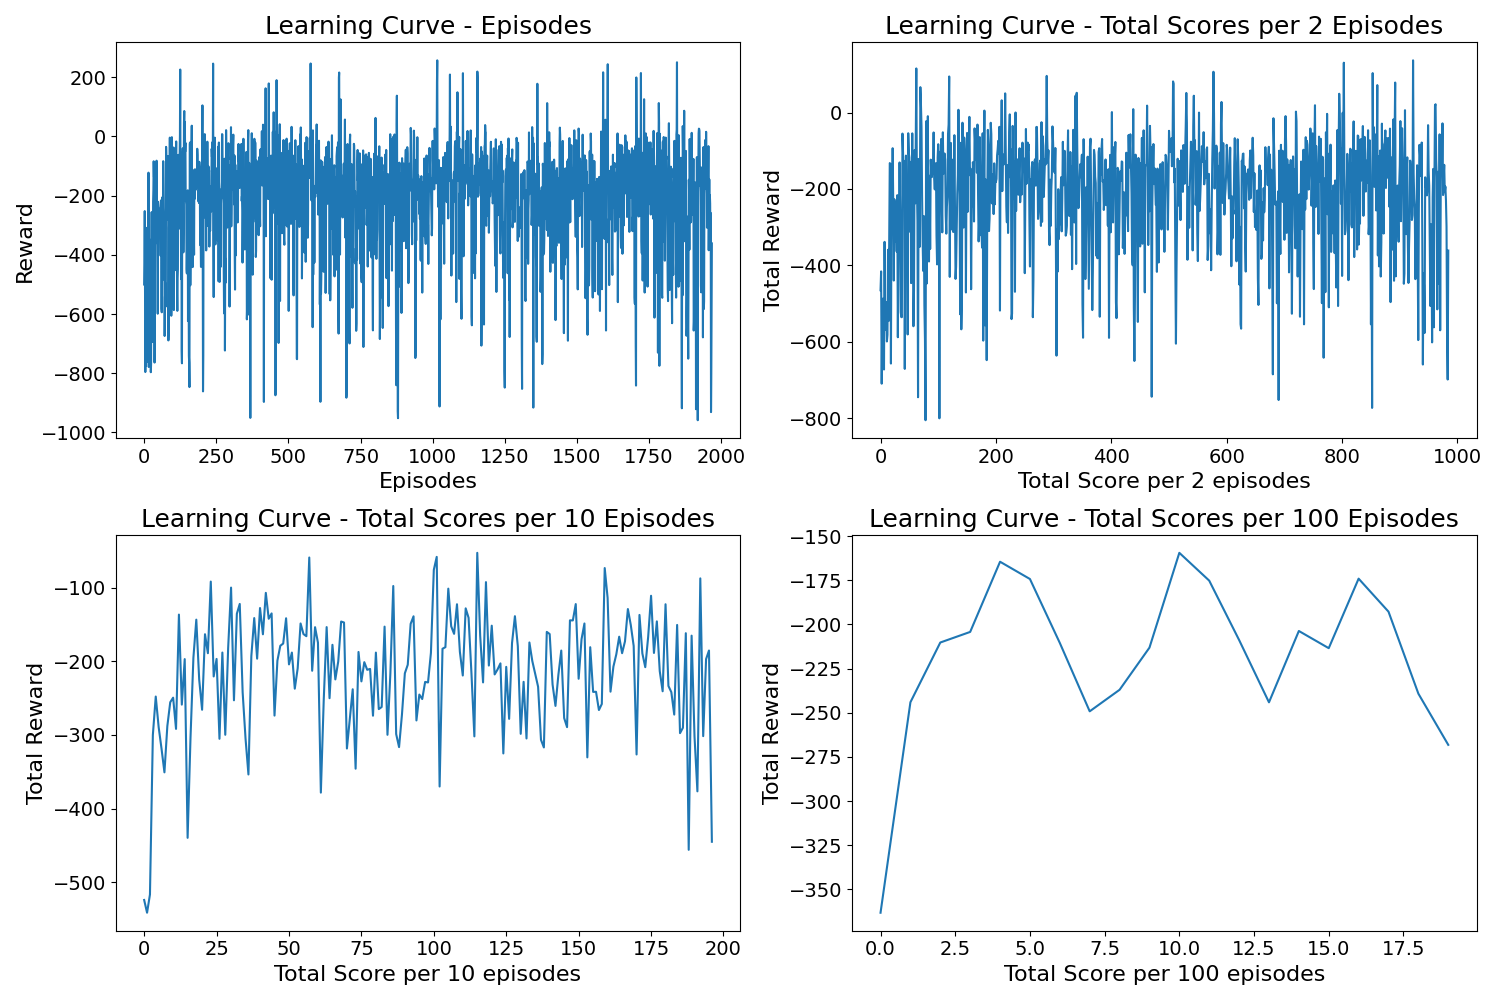 Learning Curve - Episodes
200
0
−200
−400
−600
−800
−1000
Reward
0 250 500 750 1000 1250 1500 1750 2000
Episodes
Learning Curve - Total Scores per 2 Episodes
0
−200
−400
−600
−800
Total Reward
0 200 400 600 800 1000
Total Score per 2 episodes
Learning Curve - Total Scores per 10 Episodes
−100
−200
−300
−400
−500
Total Reward
0 25 50 75 100 125 150 175 200
Total Score per 10 episodes
Learning Curve - Total Scores per 100 Episodes
−150
−175
−200
−225
−250
−275
−300
−325
−350
Total Reward
0.0 2.5 5.0 7.5 10.0 12.5 15.0 17.5
Total Score per 100 episodes